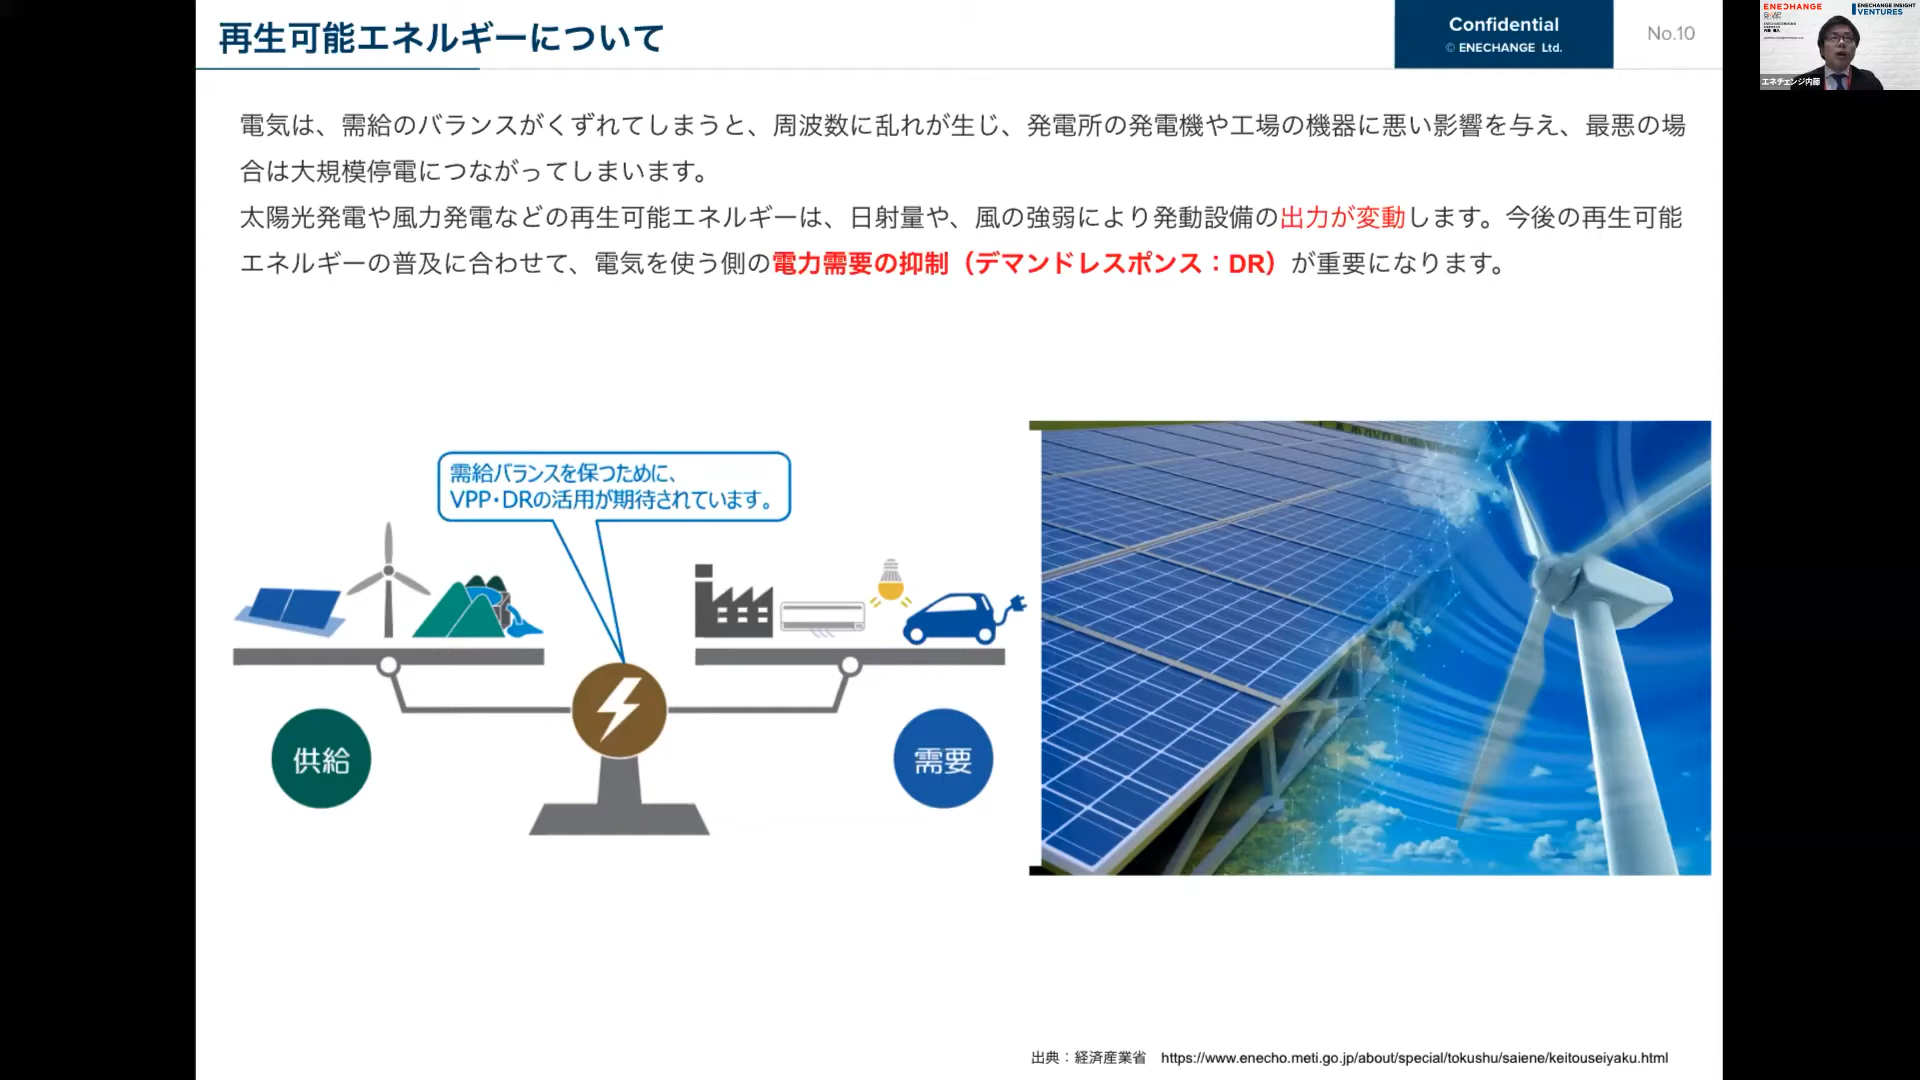 再生可能エネルギーについて
Confidential
© ENECHANGE Ltd.
No.10
電気は、需給のバランスがくずれてしまうと、周波数に乱れが生じ、発電所の発電機や工場の機器に悪い影響を与え、最悪の場
合は大規模停電につながってしまいます。
太陽光発電や風力発電などの再生可能エネルギーは、日射量や、風の強弱により発動設備の出力が変動します。今後の再生可能
エネルギーの普及に合わせて、電気を使う側の電力需要の抑制（デマンドレスポンス：DR）が重要になります。
需給バランスを保つために、
VPP・DRの活用が期待されています。
供給
需要
出典：経済産業省 https://www.enecho.meti.go.jp/about/special/tokushu/saiene/keitouseiyaku.html
ENECHANGE
ENECHANGE INSIGHT
VENTURES
エネチェンジ内藤